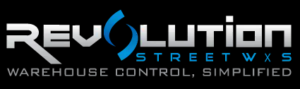 REVOLUTION
STREET WxS
WAREHOUSE CONTROL, SIMPLIFIED